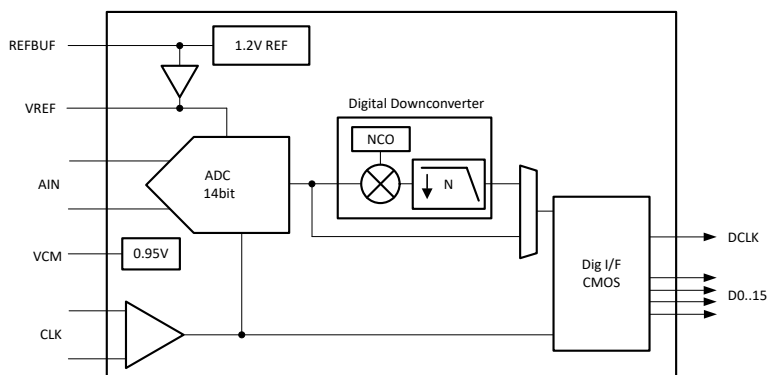 REFBUF
1.2V REF
VREF
Digital Downconverter
NCO
ADC
14bit
N
AIN
VCM
0.95V
CLK
Dig I/F
CMOS
DCLK
D0..15